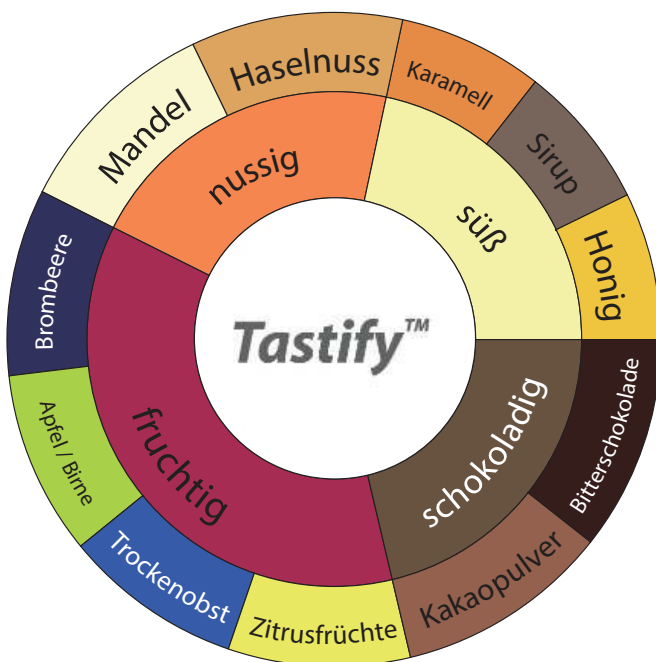 Haselnuss
Karamell
Mandel
nussig
Sirup
süß
Honig
Brombeere
Tastify™
Bitterschokolade
schokoladig
Apfel / Birne
fruchtig
Trockenobst
Kakaopulver
Zitrusfrüchte